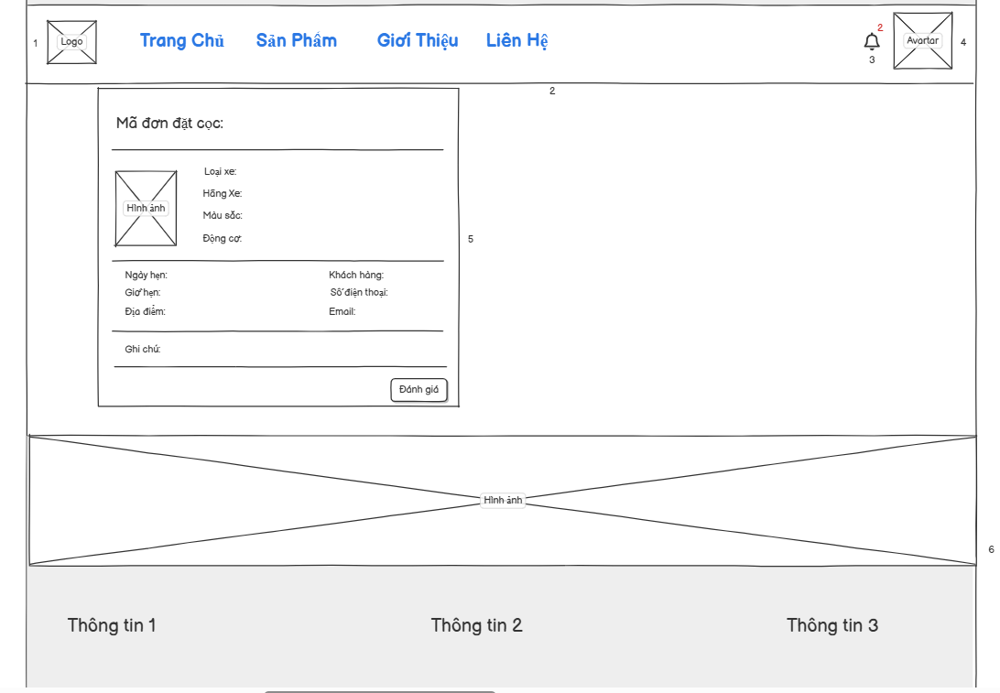 1 Logo Trang Chủ Sản Phẩm Giới Thiệu Liên Hệ 2 3 Avartar 4
2
Mã đơn đặt cọc:
Hình ảnh
Loại xe:
Hãng Xe:
Màu sắc:
Động cơ:
5
Ngày hẹn: Khách hàng:
Giờ hẹn: Số điện thoại:
Địa điểm: Email:
Ghi chú:
Đánh giá
Hình ảnh
6
Thông tin 1 Thông tin 2 Thông tin 3